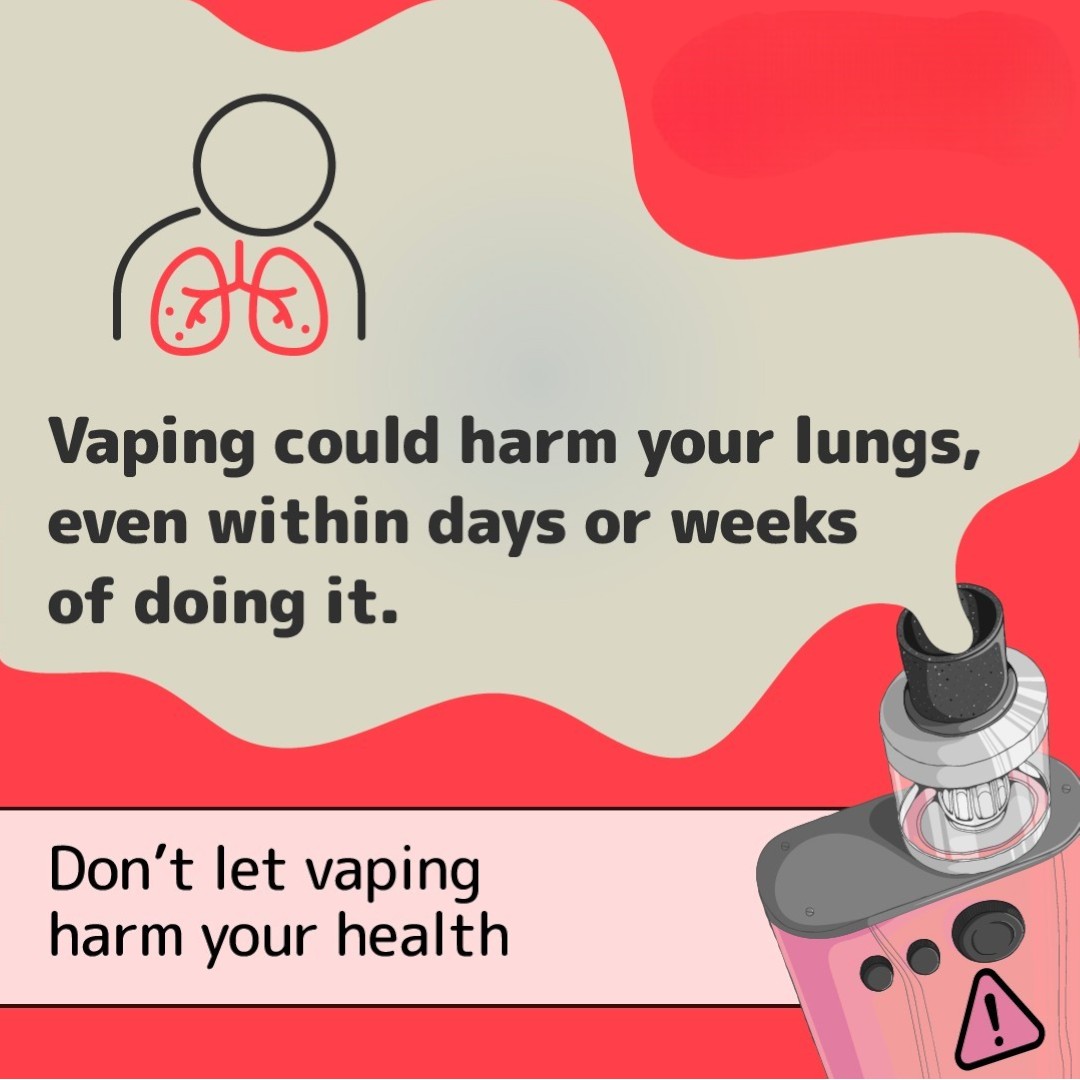 Vaping could harm your lungs,
even within days or weeks
of doing it.
Don’t let vaping
harm your health
!